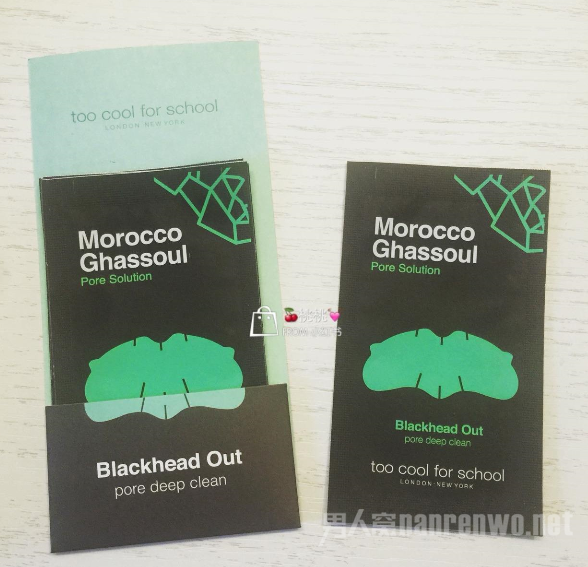 too cool for school
LONDON NEW YORK
Morocco
Ghassoul
Pore Solution
Blackhead Out
pore deep clean
Morocco
Ghassoul
Pore Solution
Blackhead Out
pore deep clean
too cool for school
LONDON NEW YORK
男人窝nanrenwo.net